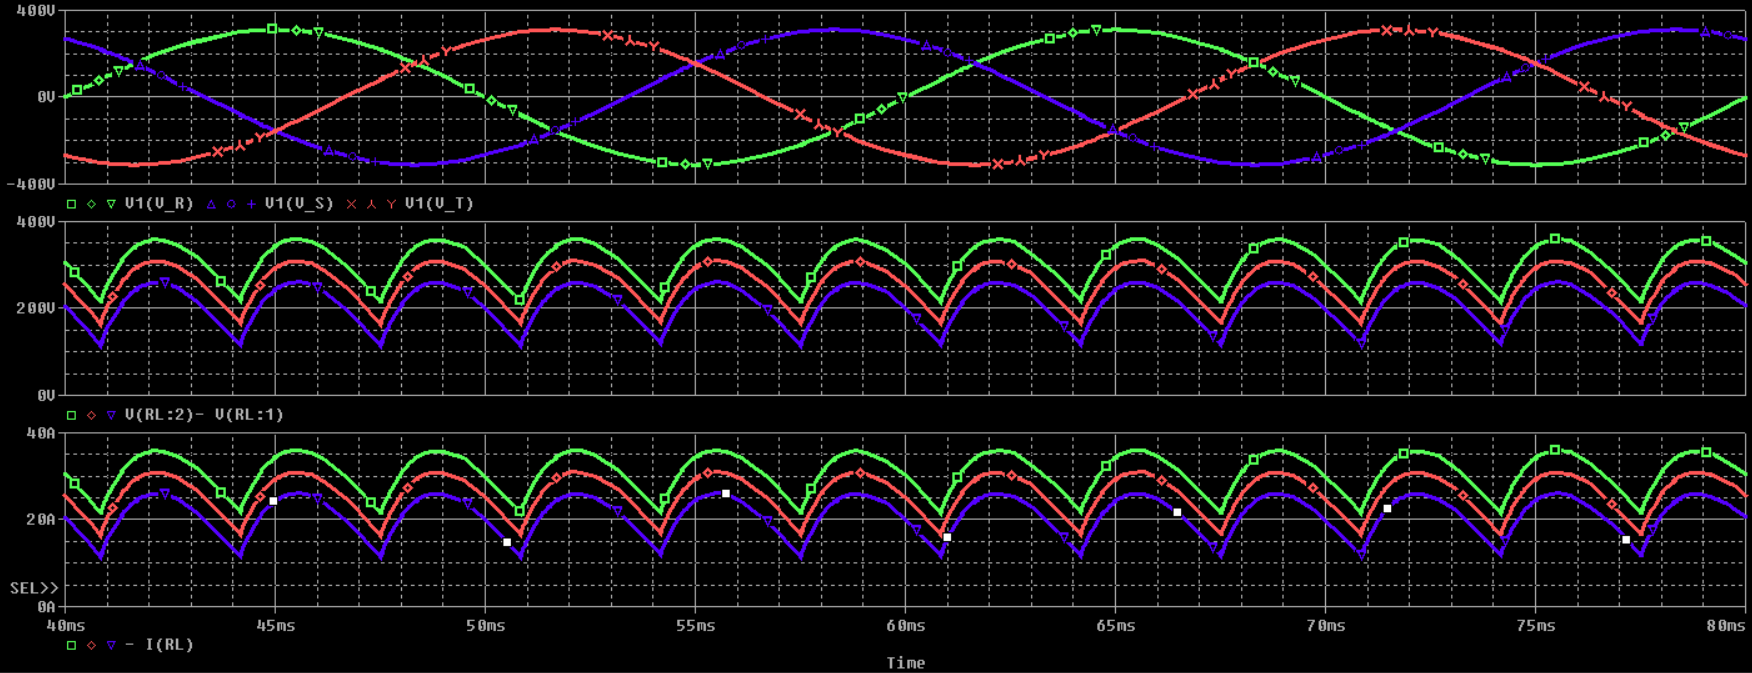 400V
0V
-400V
V1(V_R) V1(V_S) V1(V_T)
400V
200V
0V
V(RL:2)- V(RL:1)
40A
20A
SEL>>
0A
40ms 45ms 50ms 55ms 60ms 65ms 70ms 75ms 80ms
- I(RL)
Time